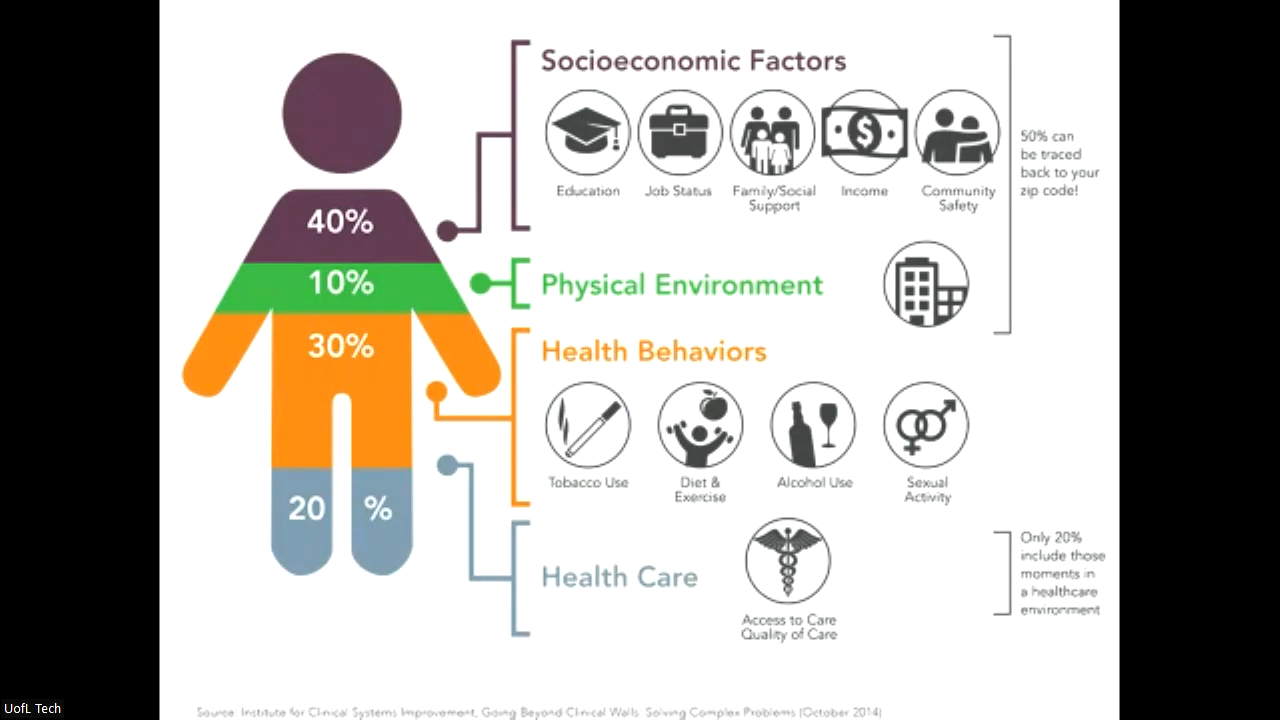 Socioeconomic Factors
Education
Job Status
Family/Social
Support
Income
Community
Safety
50% can
be traced
back to your
zip code!
40%
10%
Physical Environment
30%
Health Behaviors
Tobacco Use
Diet &
Exercise
Alcohol Use
Sexual
Activity
20 %
Health Care
Access to Care
Quality of Care
Only 20%
include those
moments in
a healthcare
environment
UofL Tech
Source: Institute for Clinical Systems Improvement, Going Beyond Clinical Walls: Solving Complex Problems (October 2014)